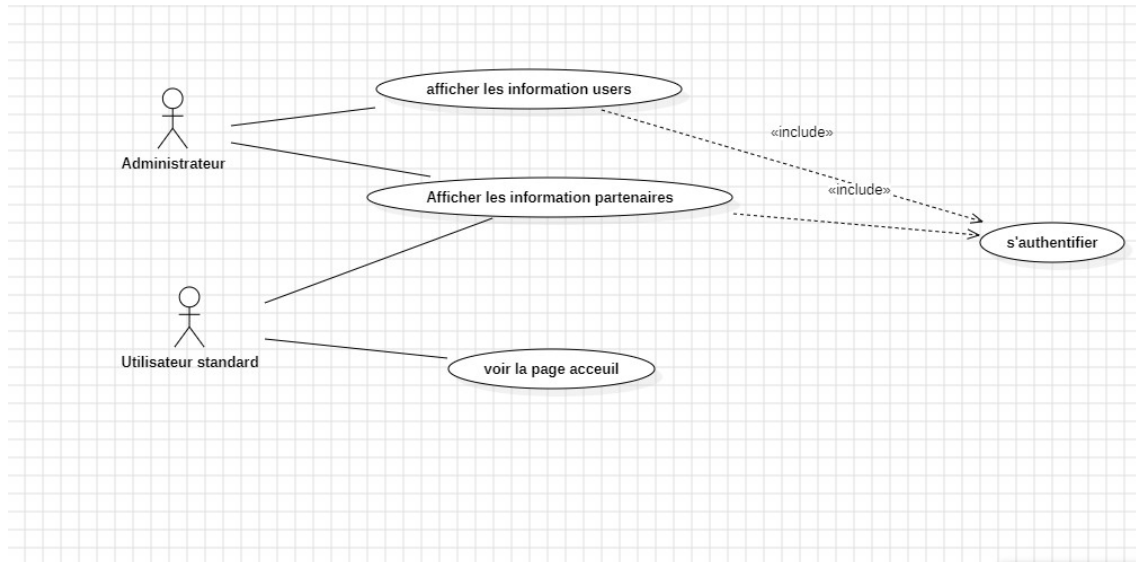 afficher les information users
«include»
Administrateur
Afficher les information partenaires
«include»
s'authentifier
Utilisateur standard
voir la page acceuil